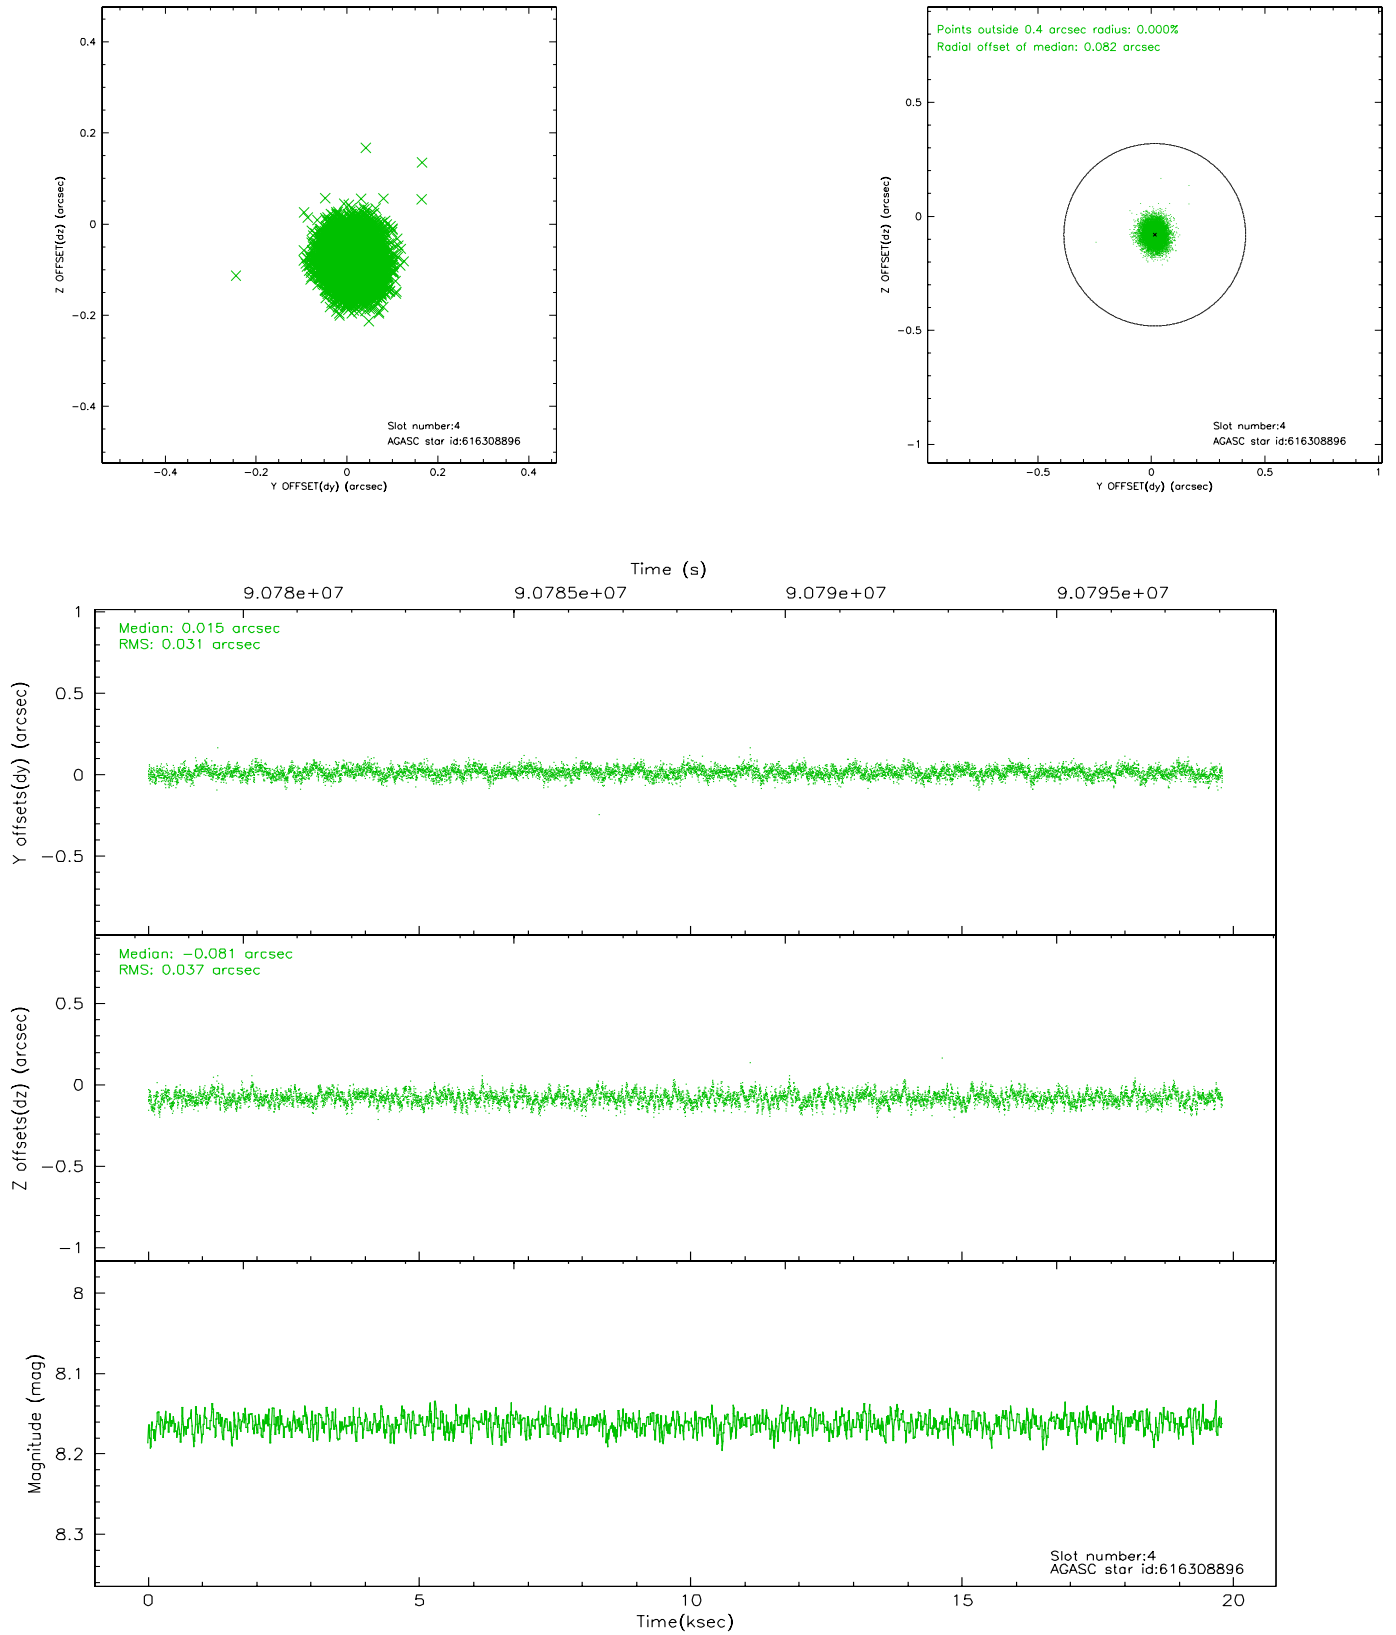 0.4
0.2
0
−0.2
−0.4
Z OFFSET(dz) (arcsec)
Slot number:4
AGASC star id:616308896
−0.4
−0.2
0
0.2
0.4
Y OFFSET(dy) (arcsec)
Points outside 0.4 arcsec radius: 0.000%
Radial offset of median: 0.082 arcsec
0.5
0
−0.5
−1
Z OFFSET(dz) (arcsec)
Slot number:4
AGASC star id:616308896
−0.5
0
0.5
1
Y OFFSET(dy) (arcsec)
Time (s)
9.078e+07
9.0785e+07
9.079e+07
9.0795e+07
Median: 0.015 arcsec
RMS: 0.031 arcsec
1
0.5
0
−0.5
Y offsets(dy) (arcsec)
Median: −0.081 arcsec
RMS: 0.037 arcsec
0.5
0
−0.5
−1
Z offsets(dz) (arcsec)
8
8.1
8.2
8.3
Magnitude (mag)
Slot number:4
AGASC star id:616308896
0
5
10
15
20
Time(ksec)